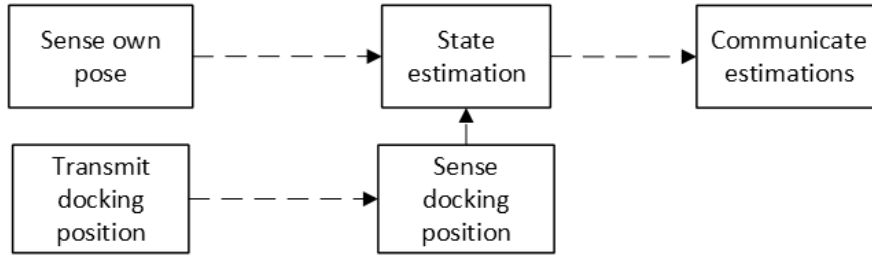 Sense own
pose
State
estimation
Communicate
estimations
Transmit
docking
position
Sense
docking
position